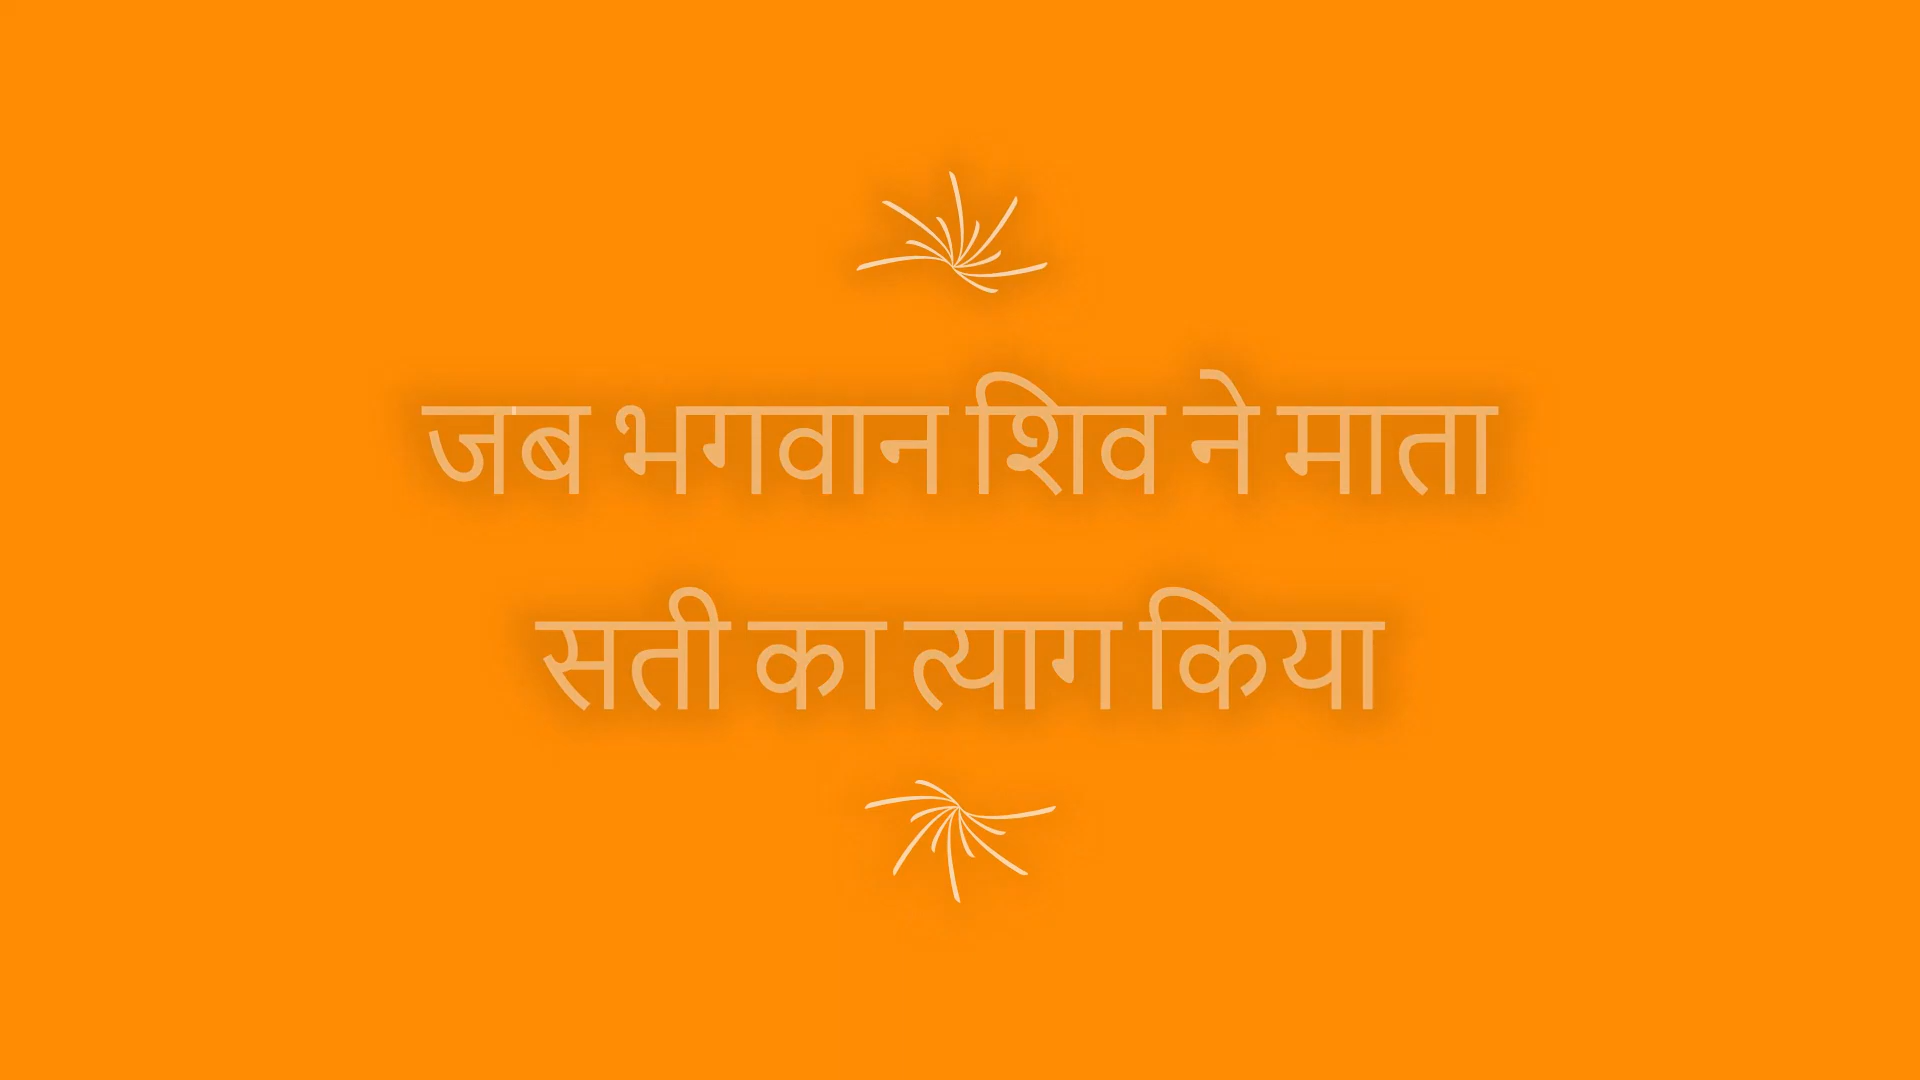 जब भगवान शिव ने माता
सती का त्याग किया